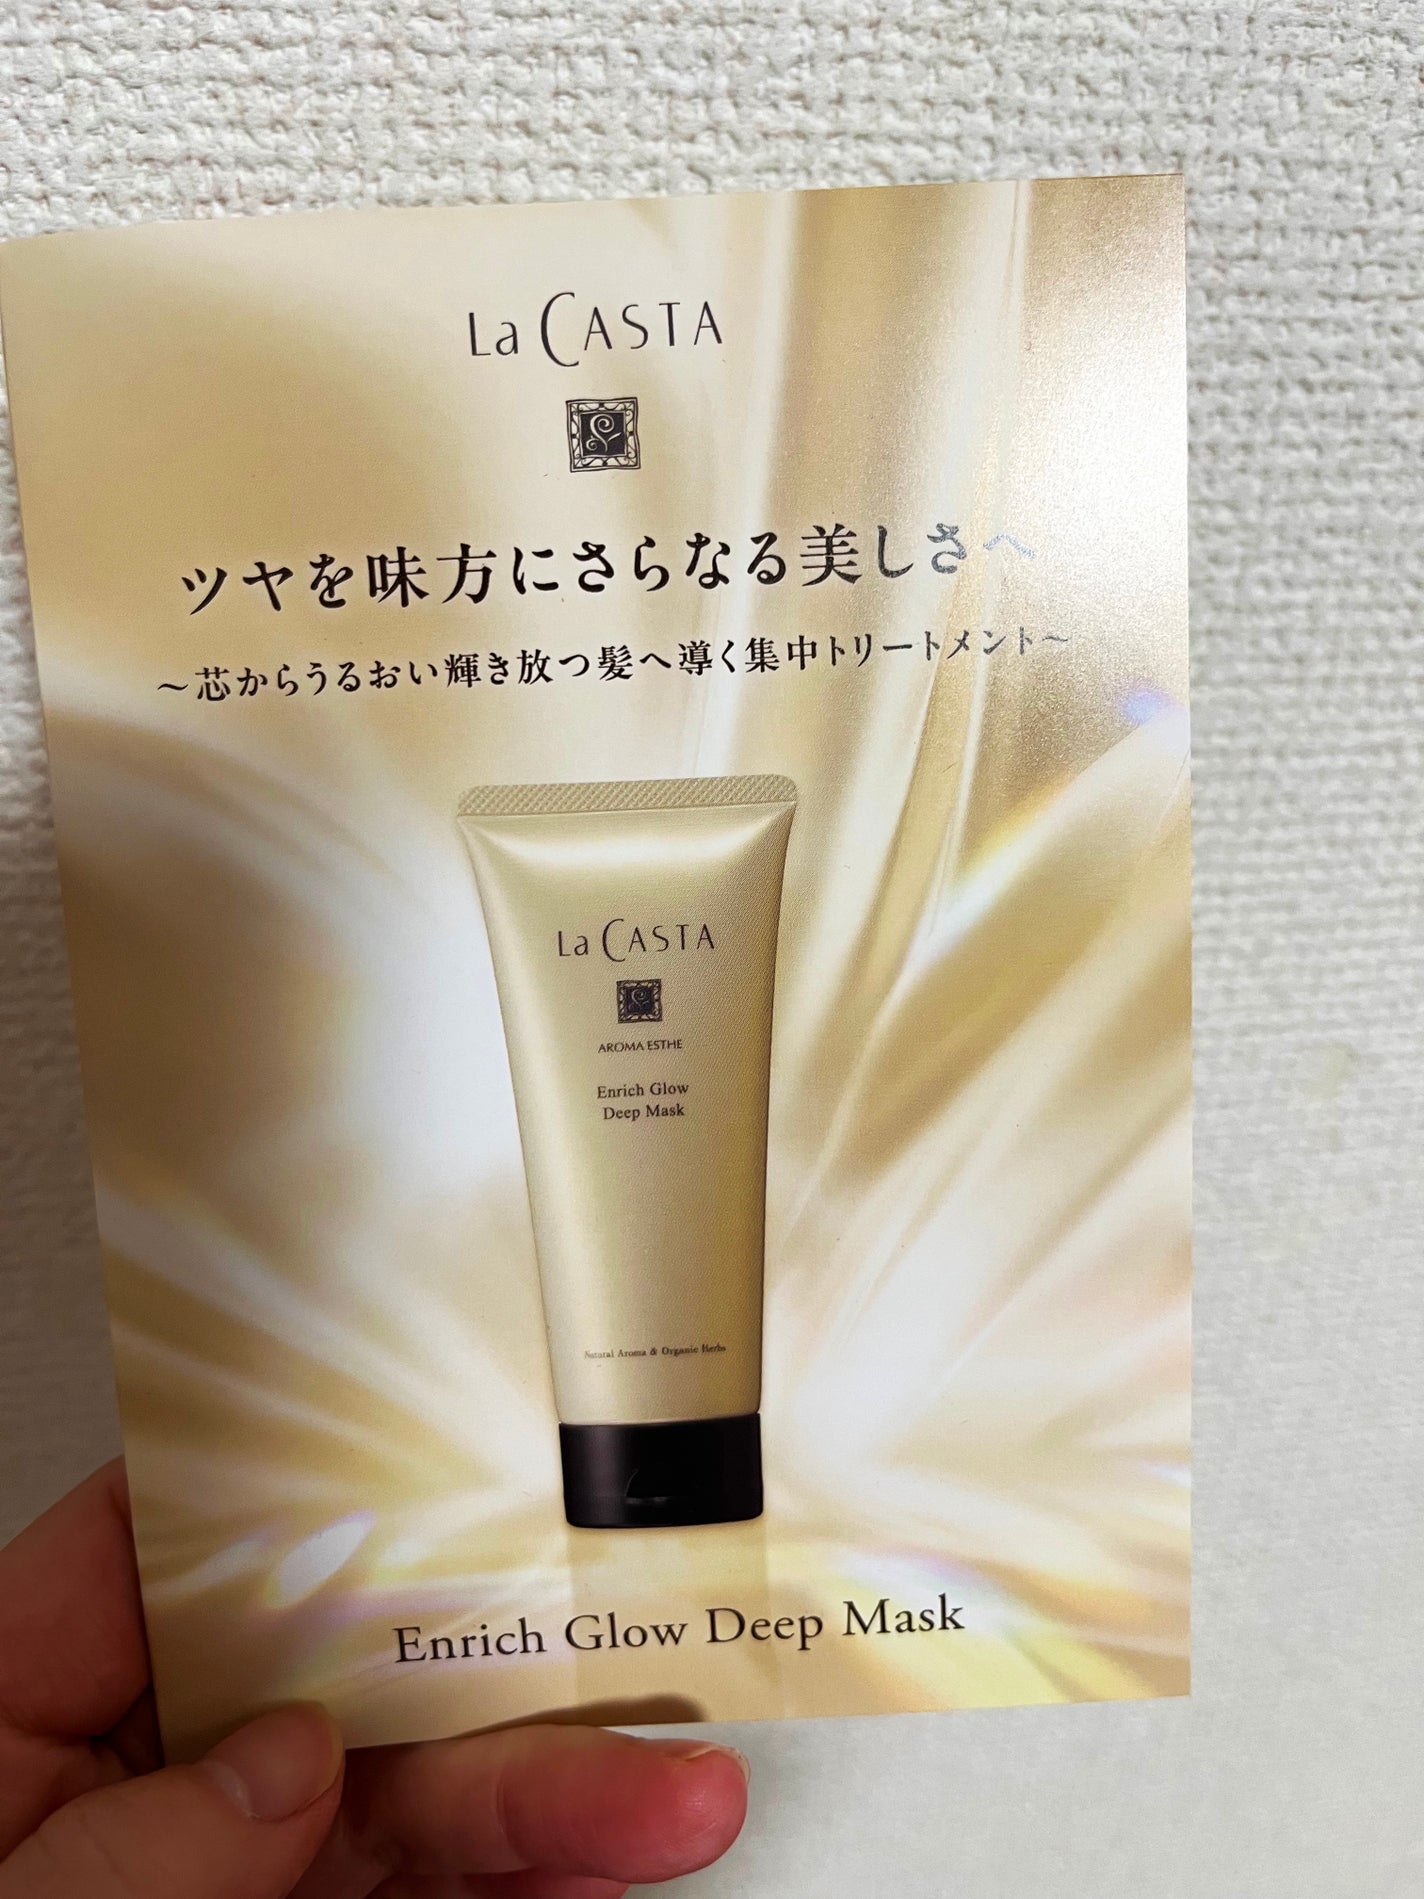 La CASTA
ツヤを味方にさらなる美しさへ
～芯からうるおい輝き放つ髪へ導く集中トリートメント～
La CASTA
AROMA ESTHE
Enrich Glow
Deep Mask
Natural Aroma & Organic Herbs
Enrich Glow Deep Mask